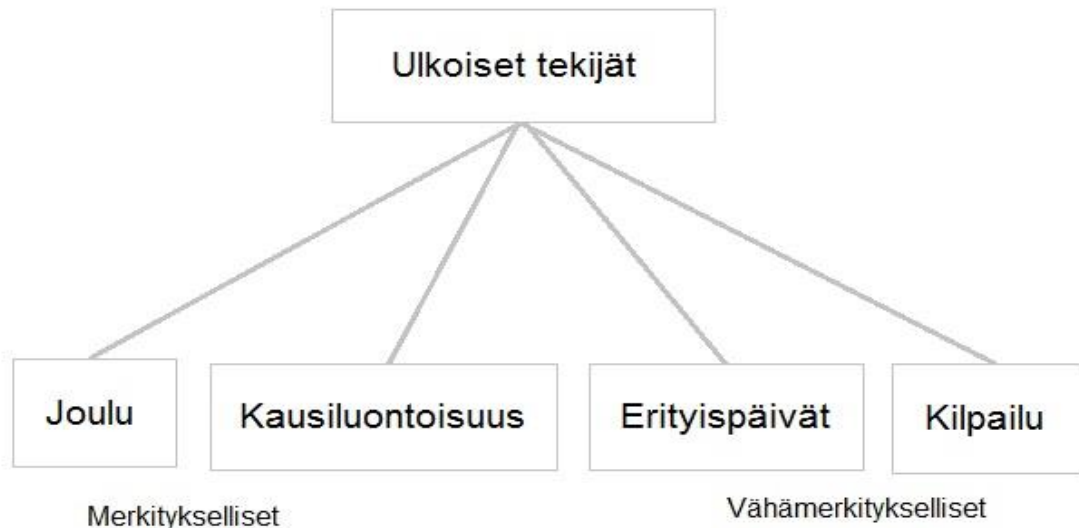 Ulkoiset tekijät
Joulu
Kausiluontoisuus
Erityispäivät
Kilpailu
Merkitykselliset
Vähämerkitykselliset